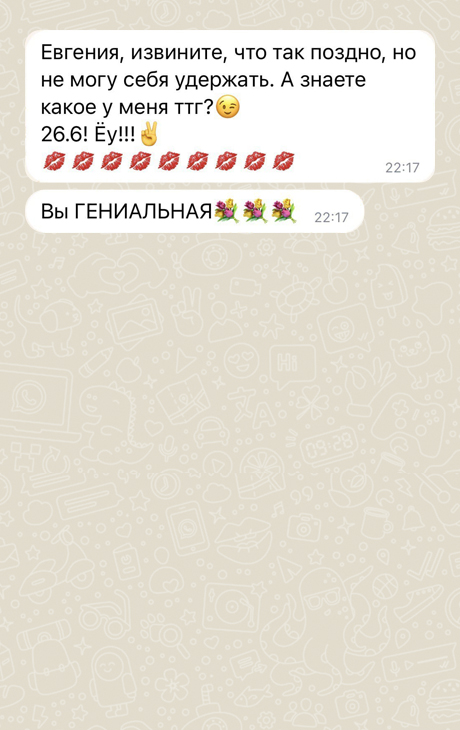 Евгения, извините, что так поздно, но
не могу себя удержать. А знаете
какое у меня ттг?😉
26.6! Ёу!!!✌️
💋💋💋💋💋💋💋💋💋
22:17
Вы ГЕНИАЛЬНАЯ💐💐💐 22:17